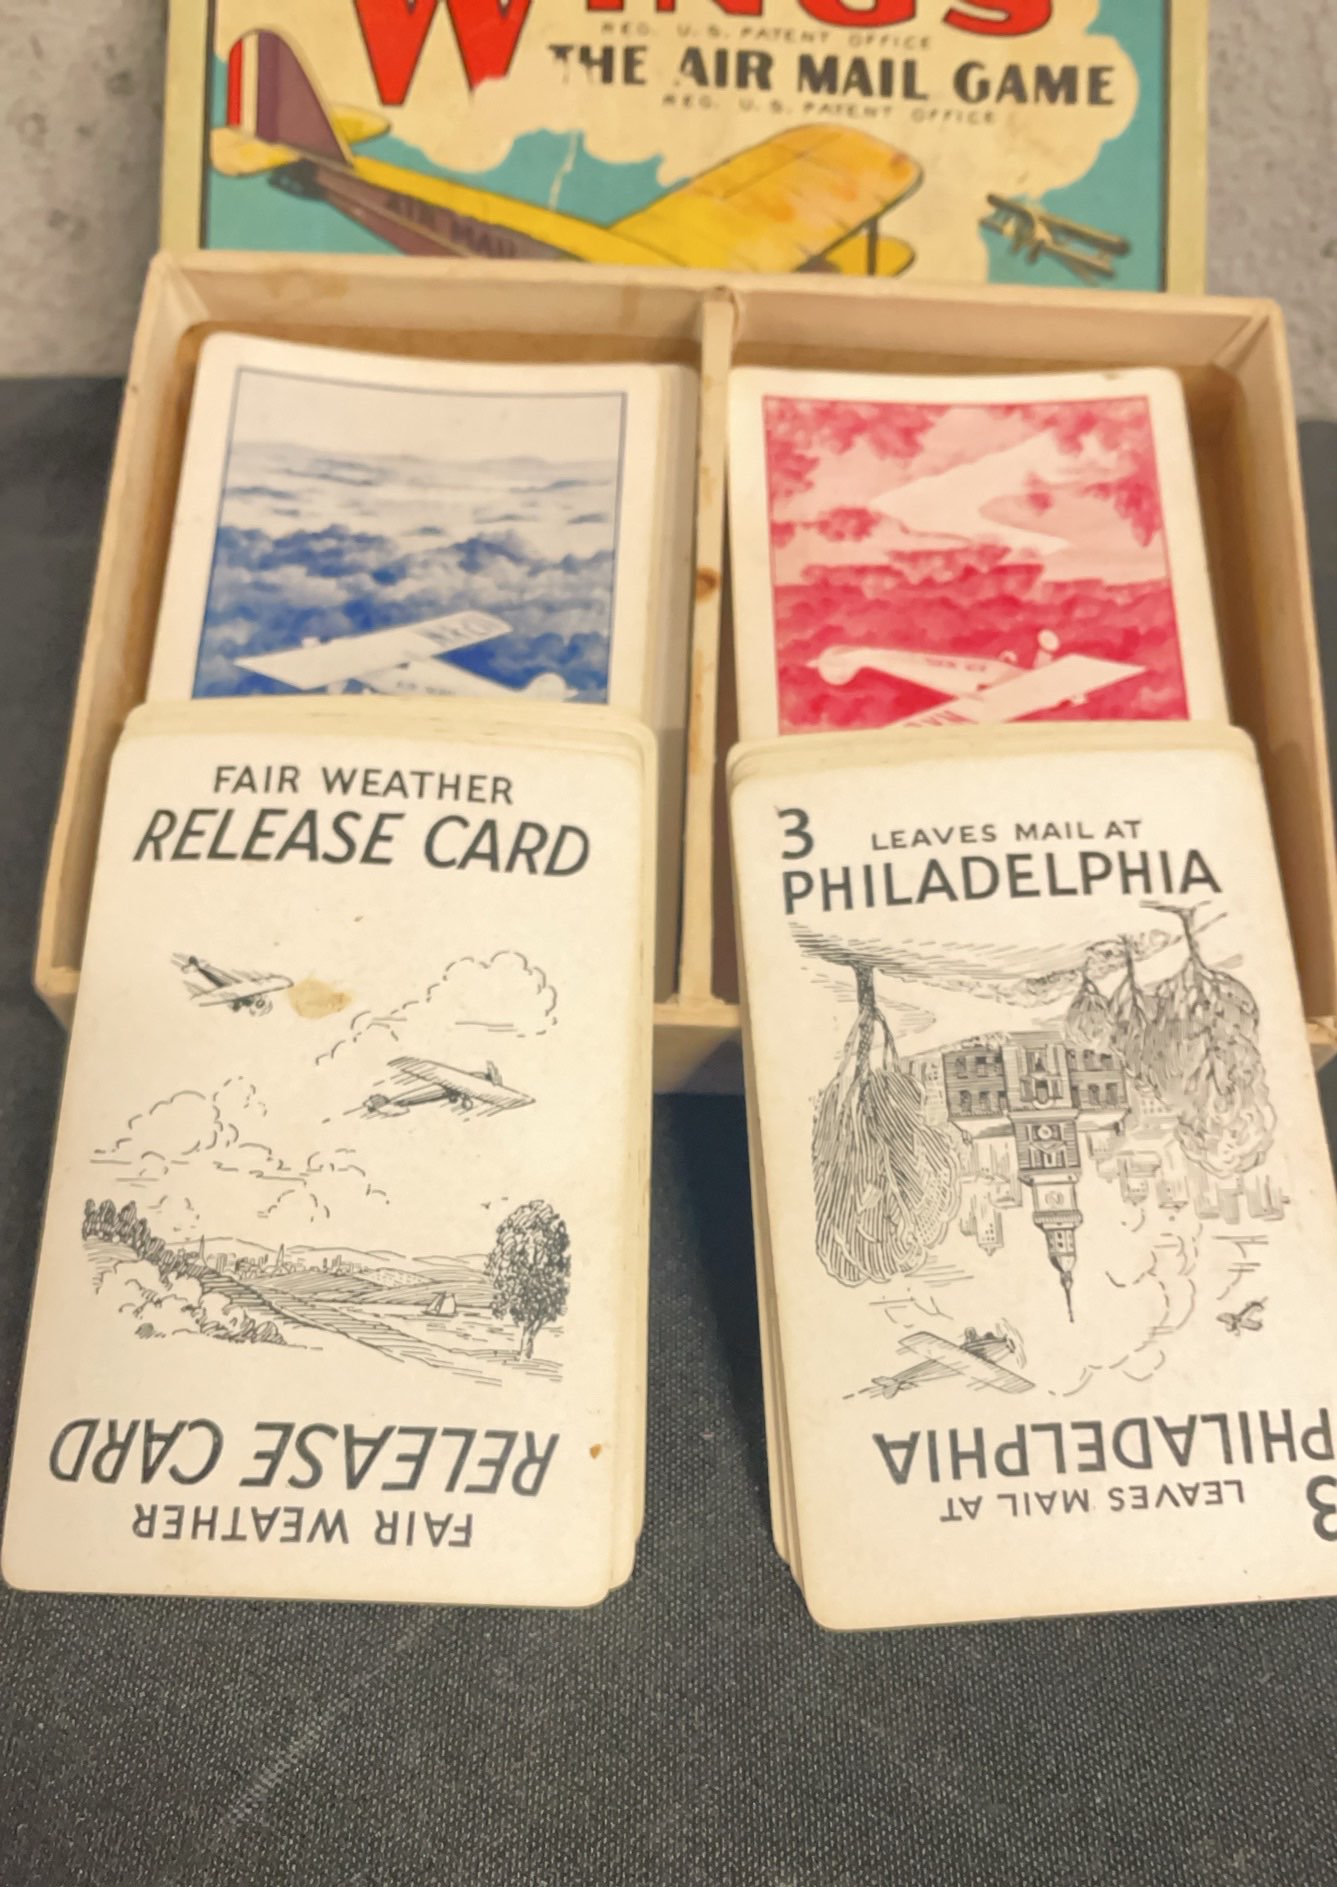 WINGS
REG. U.S. PATENT OFFICE
THE AIR MAIL GAME
REG. U.S. PATENT OFFICE
AIR MAIL
FAIR WEATHER
RELEASE CARD
RELEASE CARD
FAIR WEATHER
3
LEAVES MAIL AT
PHILADELPHIA
PHILADELPHIA
LEAVES MAIL AT
3